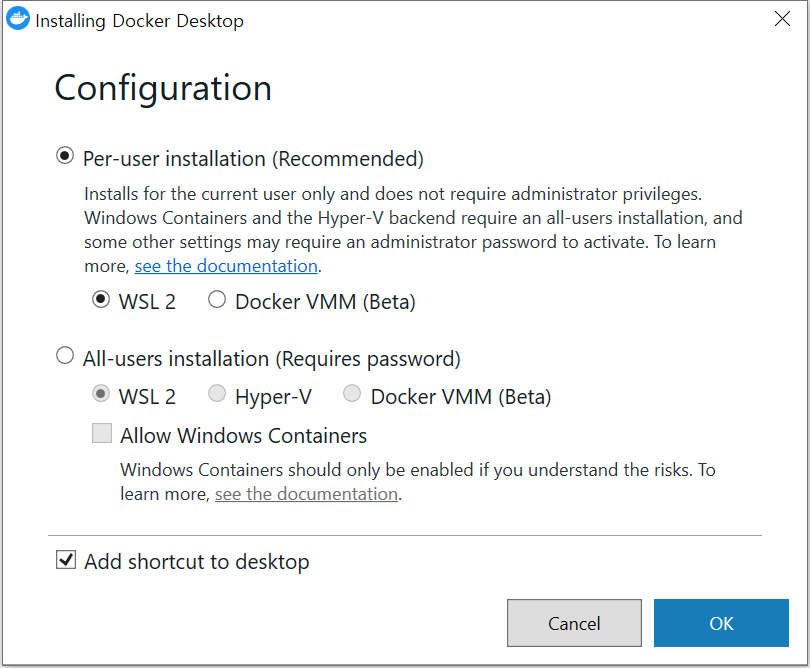 Installing Docker Desktop
Configuration
Per-user installation (Recommended)
Installs for the current user only and does not require administrator privileges.
Windows Containers and the Hyper-V backend require an all-users installation, and
some other settings may require an administrator password to activate. To learn
more, see the documentation.
WSL 2 Docker VMM (Beta)
All-users installation (Requires password)
WSL 2 Hyper-V Docker VMM (Beta)
Allow Windows Containers
Windows Containers should only be enabled if you understand the risks. To
learn more, see the documentation.
Add shortcut to desktop
Cancel OK